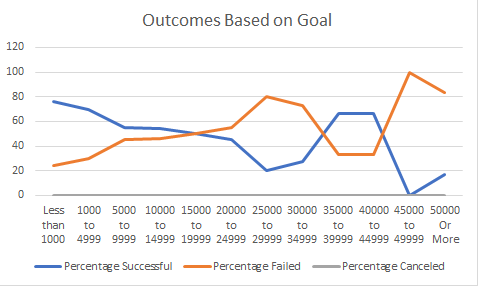 Outcomes Based on Goal
120
100
80
60
40
20
0
Less than 1000
1000 to 4999
5000 to 9999
10000 to 14999
15000 to 19999
20000 to 24999
25000 to 29999
30000 to 34999
35000 to 39999
40000 to 44999
45000 to 49999
50000 Or More
Percentage Successful
Percentage Failed
Percentage Canceled